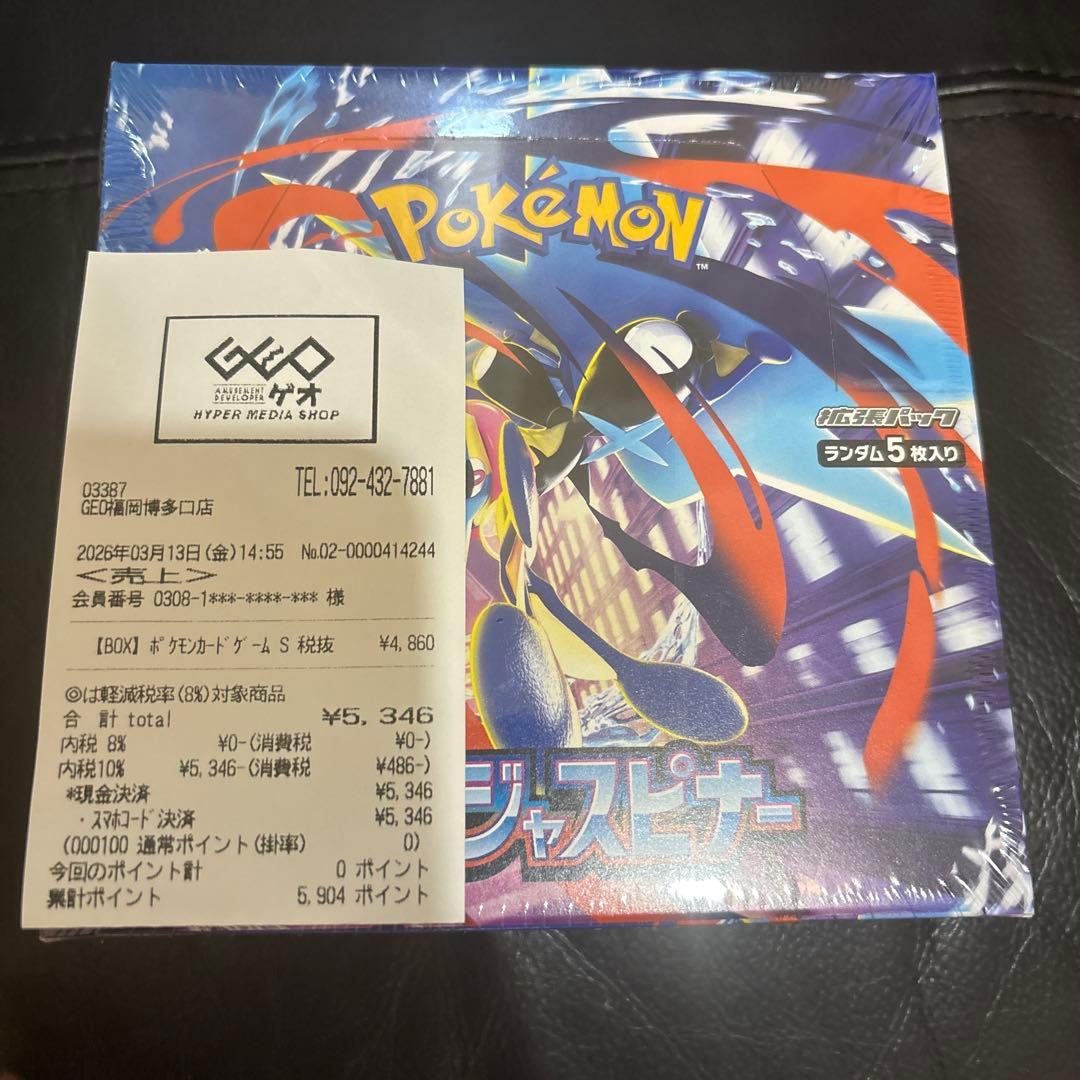 POKÉMON
TM
拡張パック
ランダム5枚入り
ジャスピナー
GEO
AMUSEMENT
DEVELOPER ゲオ
HYPER MEDIA SHOP
03387 TEL:092-432-7881
GEO福岡博多口店
2026年03月13日(金)14:55 No.02-0000414244
<売上>
会員番号 0308-1***-****-*** 様
【BOX】ポケモンカードゲーム S 税抜 ¥4,860
◎は軽減税率(8%)対象商品
合 計 total ¥5,346
内税 8% ¥0-(消費税 ¥0-)
内税10% ¥5,346-(消費税 ¥486-)
*現金決済 ¥5,346
・スマホコード決済 ¥5,346
(000100 通常ポイント(掛率) 0)
今回のポイント計 0 ポイント
累計ポイント 5,904 ポイント